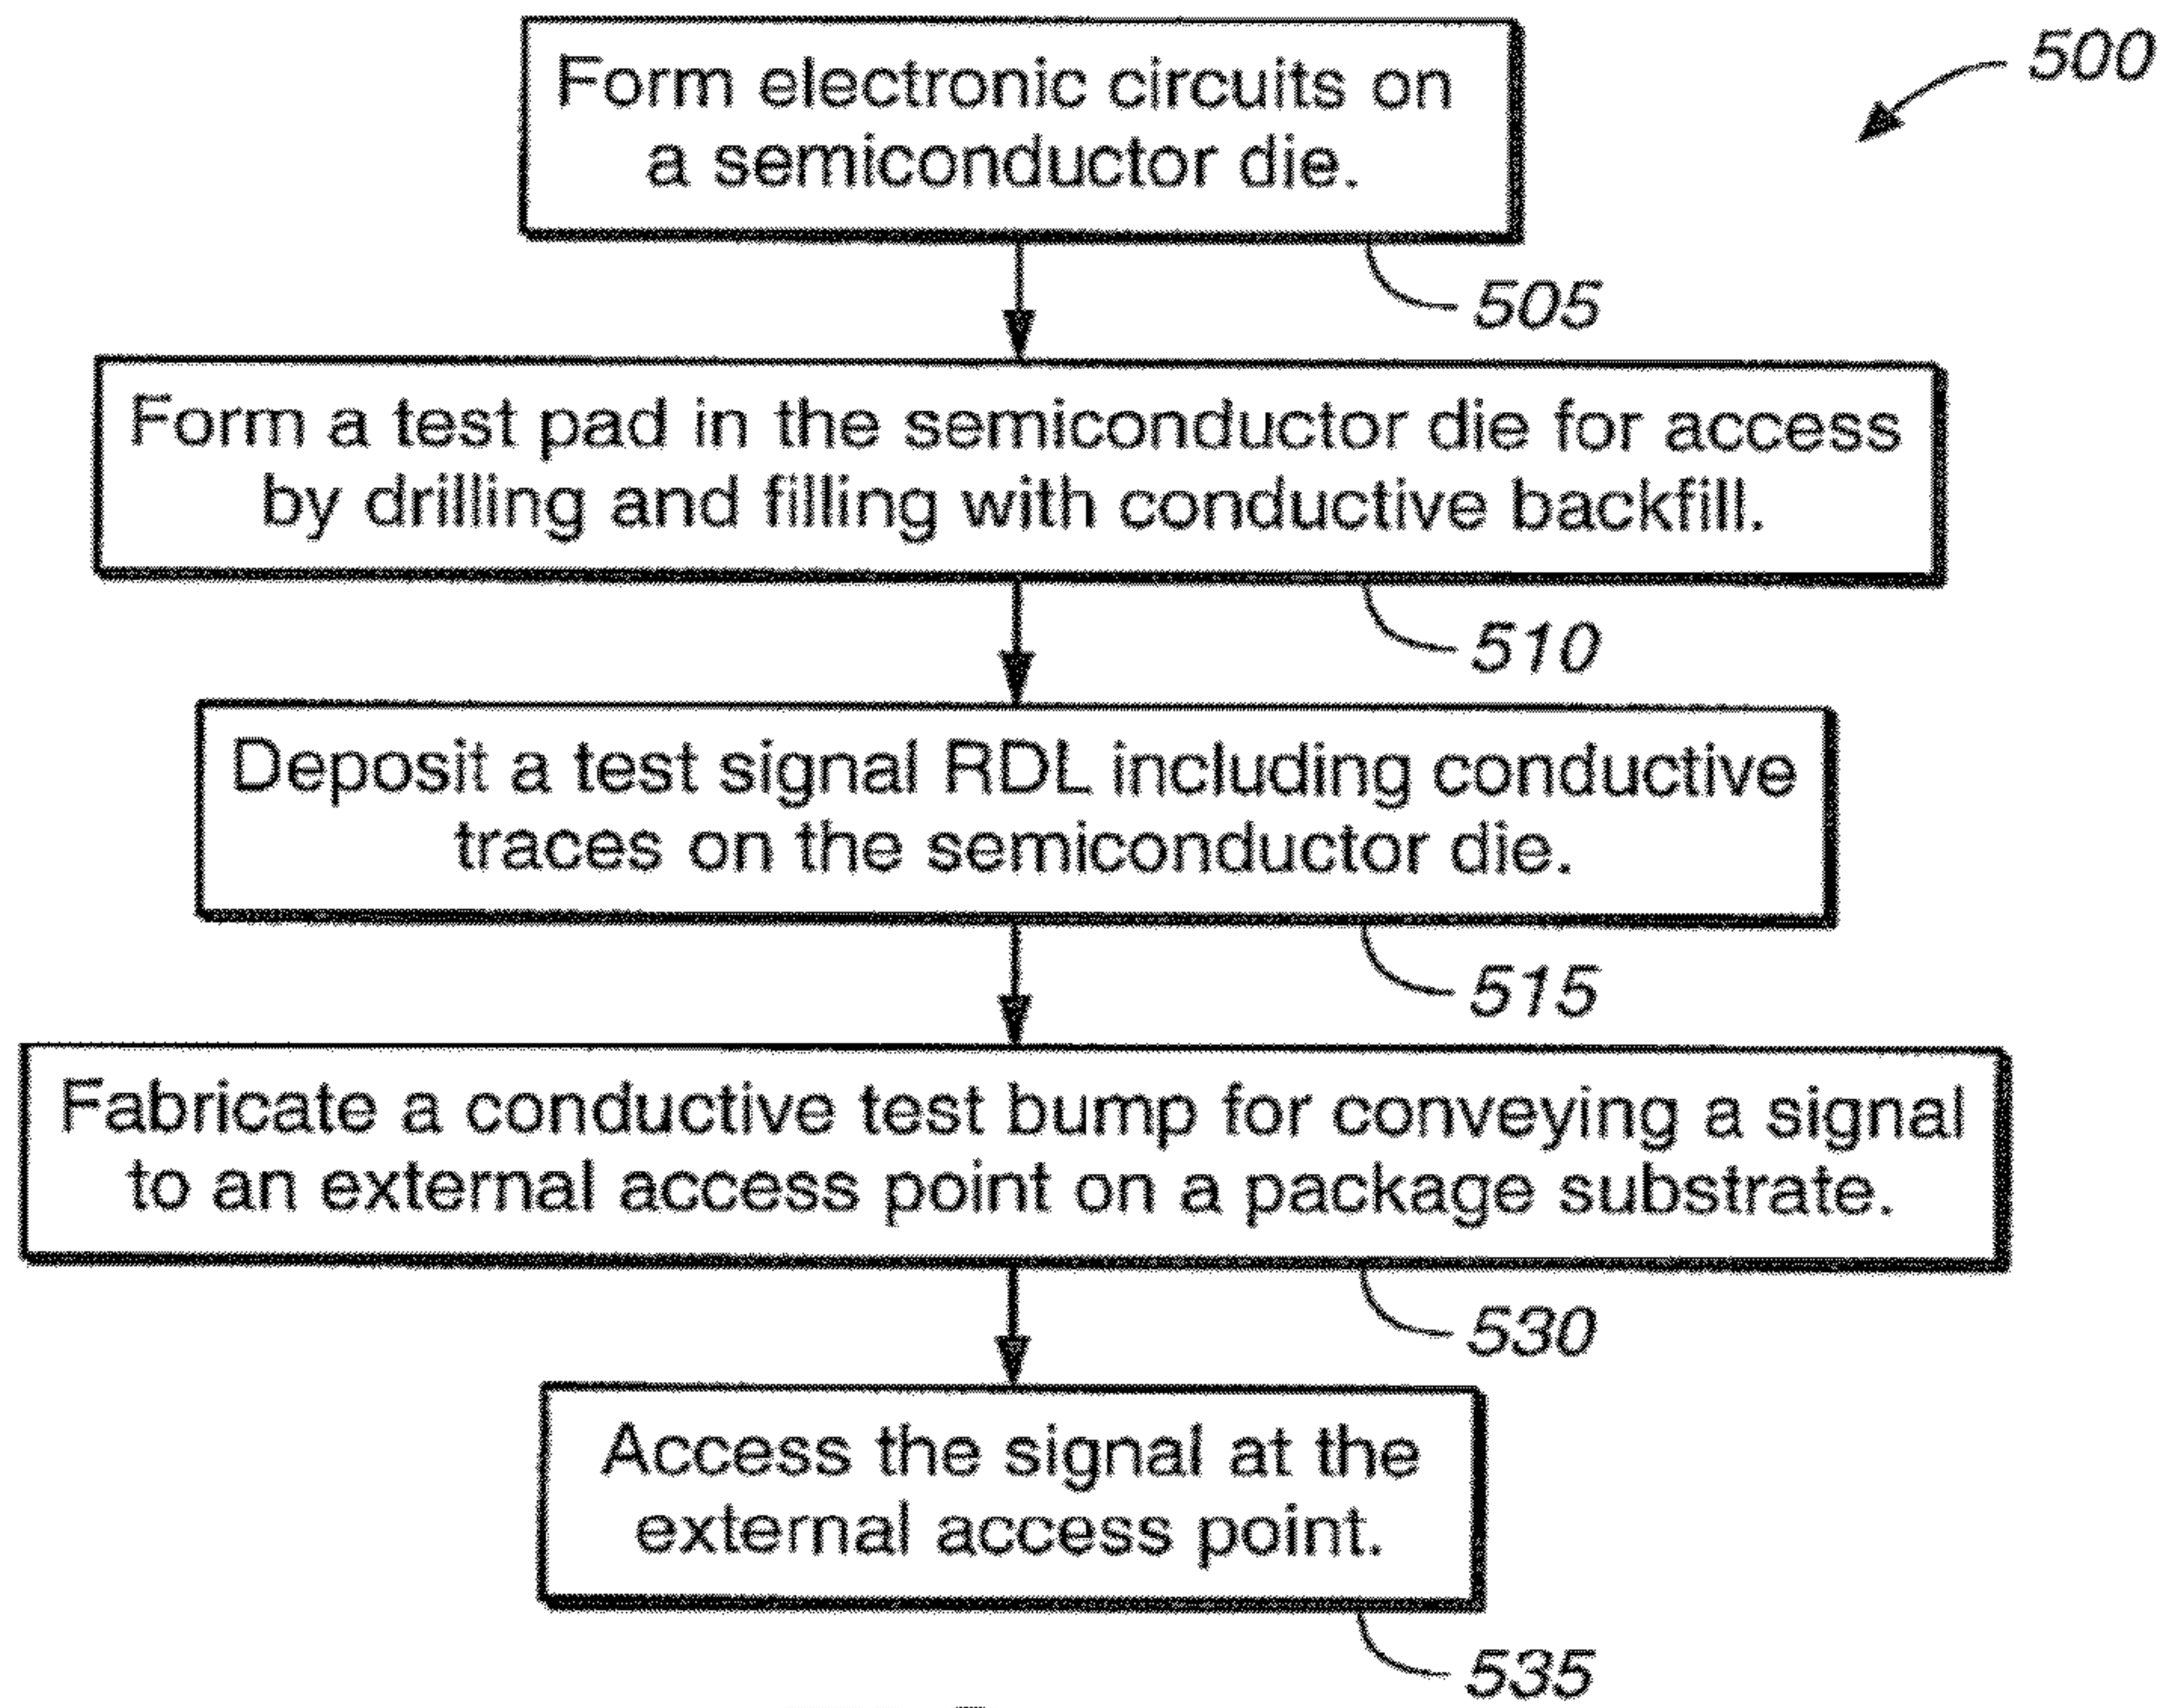 Form electronic circuits on
a semiconductor die.
500
505
Form a test pad in the semiconductor die for access
by drilling and filling with conductive backfill.
510
Deposit a test signal RDL including conductive
traces on the semiconductor die.
515
Fabricate a conductive test bump for conveying a signal
to an external access point on a package substrate.
530
Access the signal at the
external access point.
535